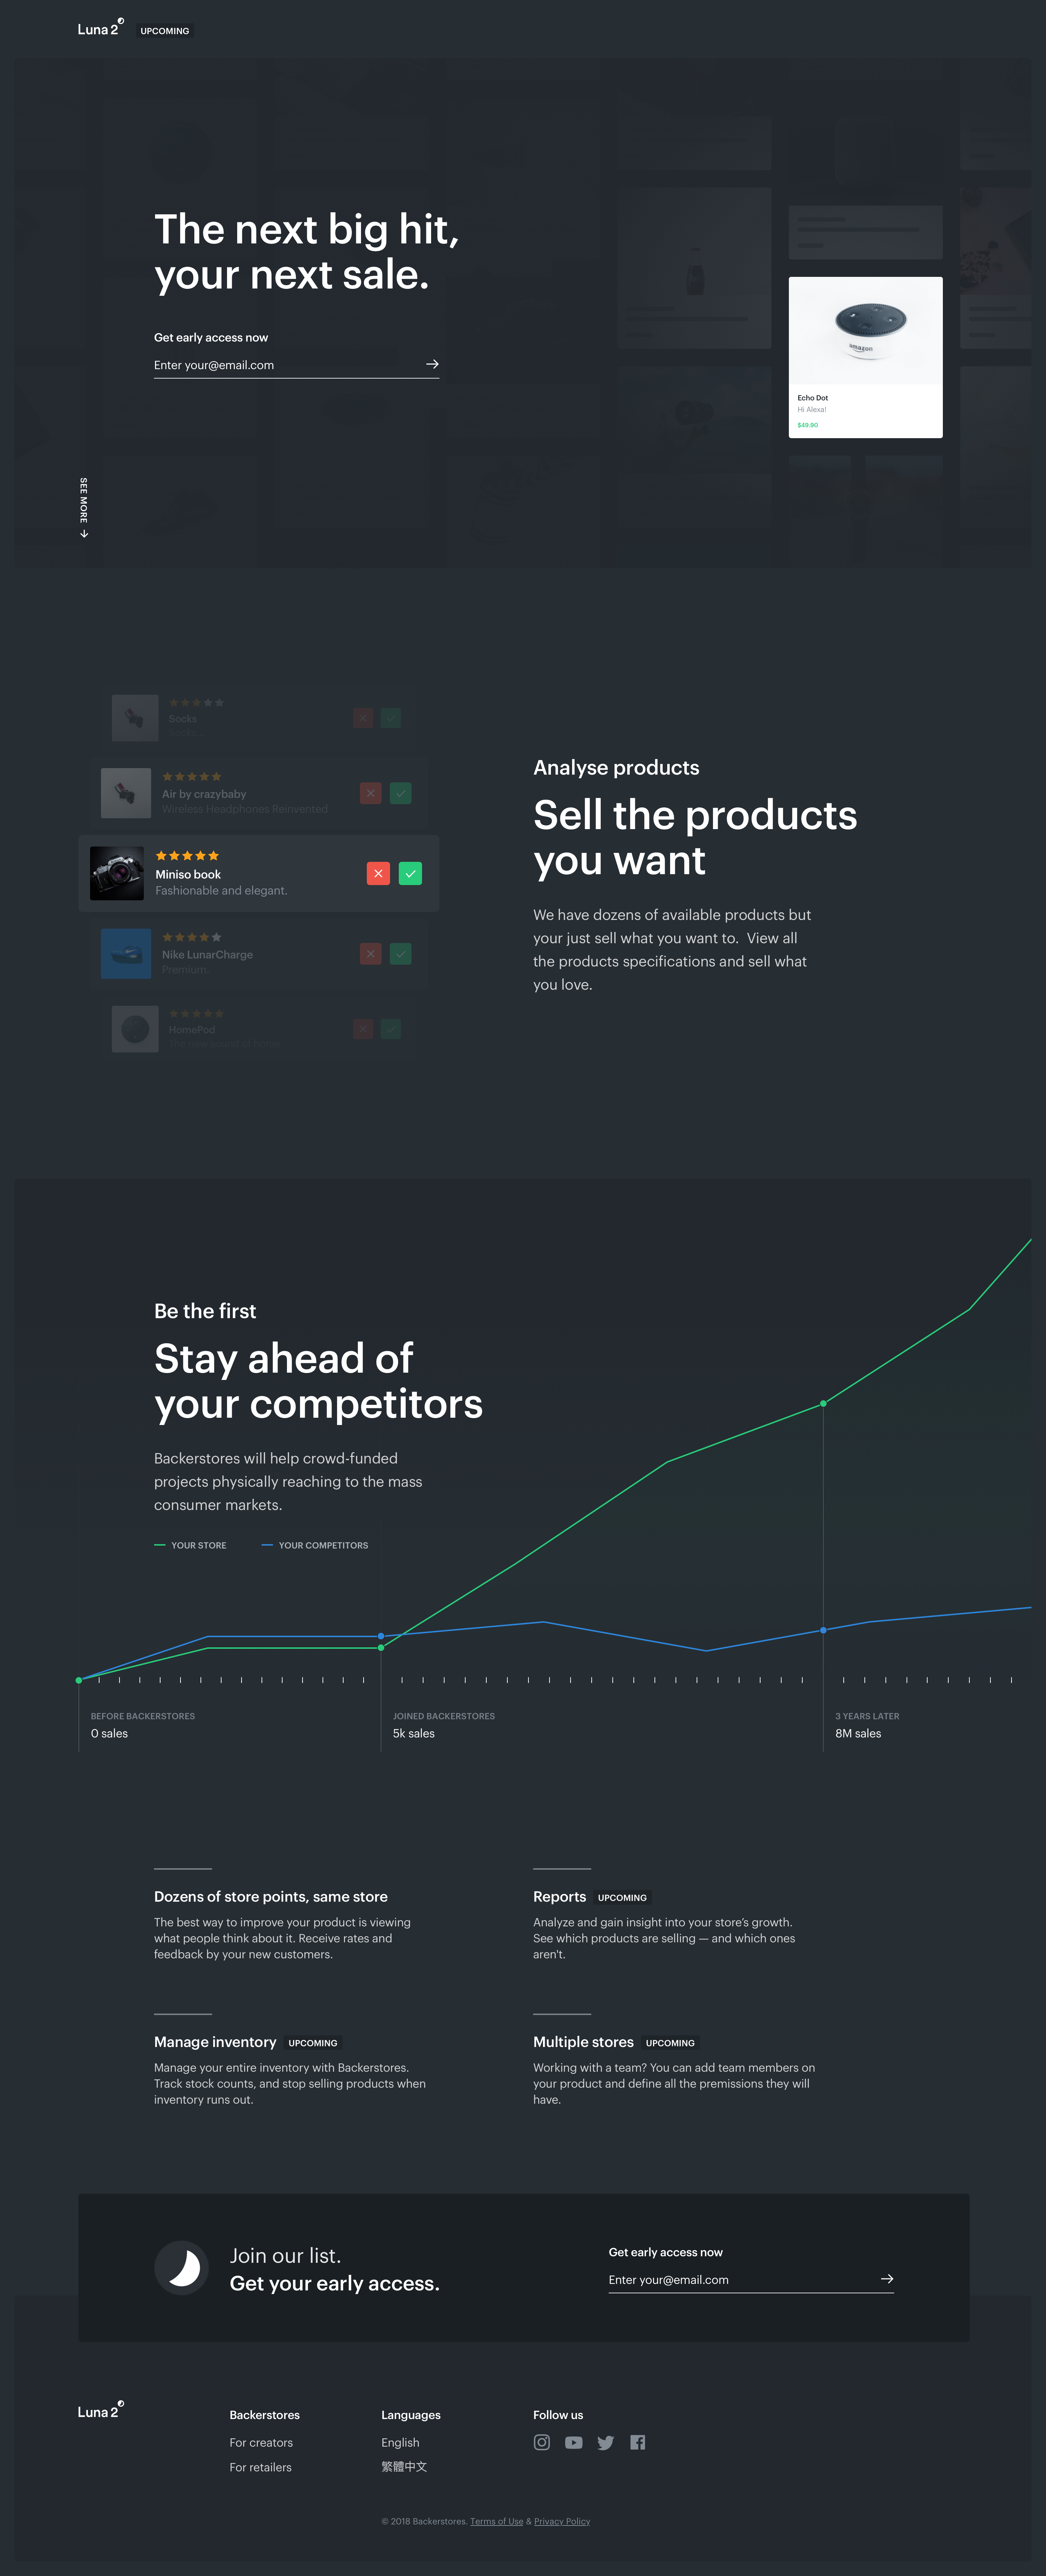 Luna 2
UPCOMING
The next big hit,
your next sale.
Get early access now
Enter your@email.com
SEE MORE
amazon
Echo Dot
Hi Alexa!
$49.90
Socks
Air by crazybaby
Wireless Headphones Reinvented
Miniso book
Fashionable and elegant.
Nike LunarCharge
Premium.
HomePod
Analyse products
Sell the products
you want
We have dozens of available products but
your just sell what you want to. View all
the products specifications and sell what
you love.
Be the first
Stay ahead of
your competitors
Backerstores will help crowd-funded
projects physically reaching to the mass
consumer markets.
YOUR STORE
YOUR COMPETITORS
BEFORE BACKERSTORES
0 sales
JOINED BACKERSTORES
5k sales
3 YEARS LATER
8M sales
Dozens of store points, same store
The best way to improve your product is viewing
what people think about it. Receive rates and
feedback by your new customers.
Reports UPCOMING
Analyze and gain insight into your store's growth.
See which products are selling — and which ones
aren't.
Manage inventory UPCOMING
Manage your entire inventory with Backerstores.
Track stock counts, and stop selling products when
inventory runs out.
Multiple stores UPCOMING
Working with a team? You can add team members on
your product and define all the premissions they will
have.
Join our list.
Get your early access.
Get early access now
Enter your@email.com
Luna 2
Backerstores
For creators
For retailers
Languages
English
繁體中文
Follow us
© 2018 Backerstores. Terms of Use & Privacy Policy